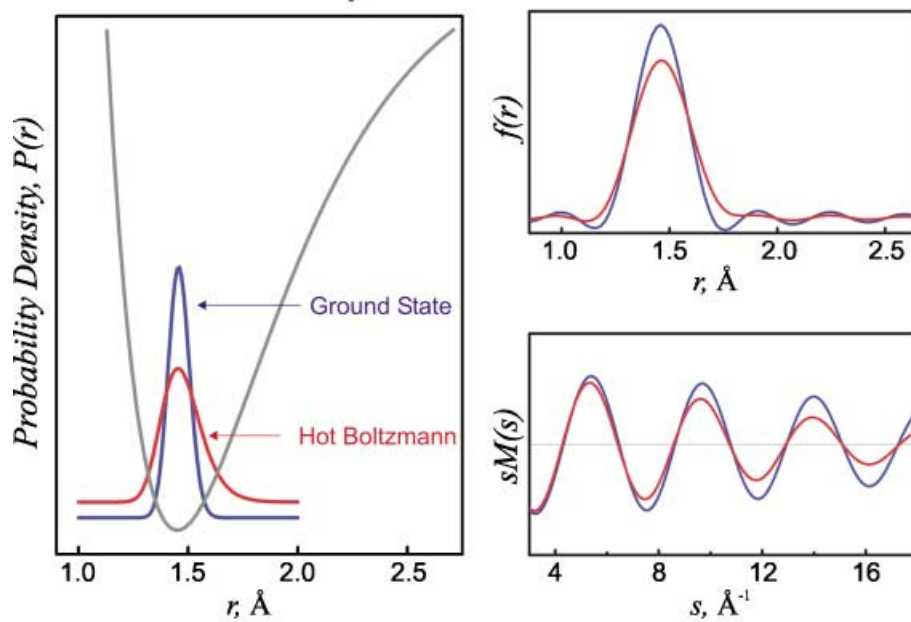 Probability Density, P(r)
Ground State
Hot Boltzmann
1.0 1.5 2.0 2.5
r, Å
f(r)
1.0 1.5 2.0 2.5
r, Å
sM(s)
4 8 12 16
s, Å⁻¹